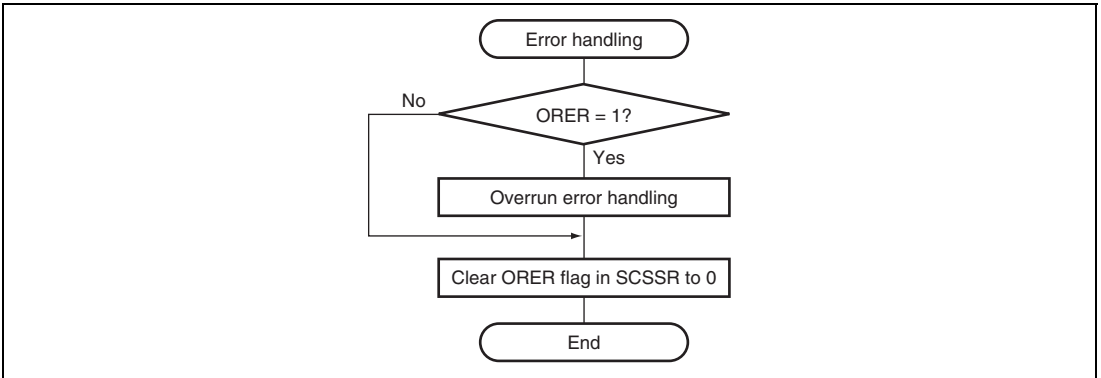 Error handling
No
ORER = 1?
Yes
Overrun error handling
Clear ORER flag in SCSSR to 0
End